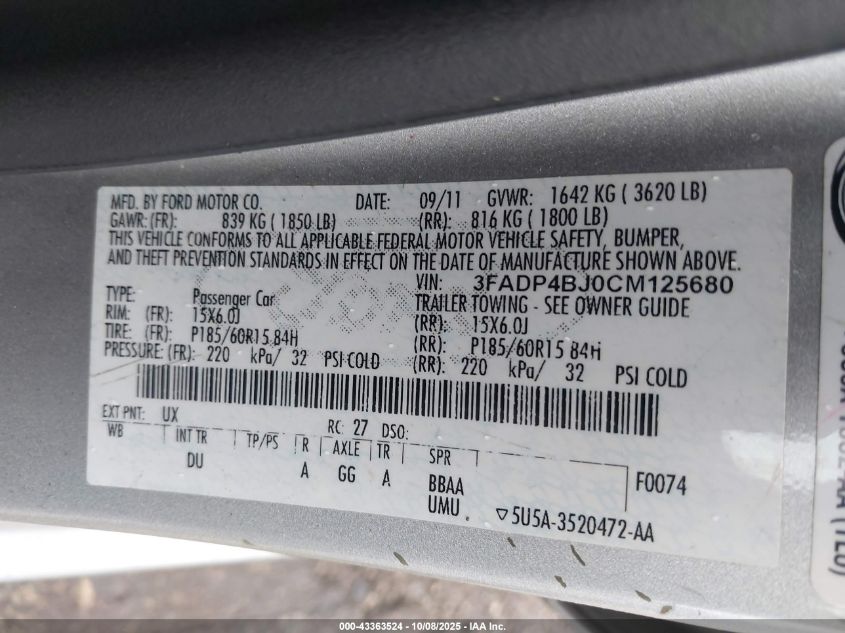 MFD. BY FORD MOTOR CO. DATE: 09/11 GVWR: 1642 KG ( 3620 LB)
GAWR: (FR): 839 KG ( 1850 LB) (RR): 816 KG ( 1800 LB)
THIS VEHICLE CONFORMS TO ALL APPLICABLE FEDERAL MOTOR VEHICLE SAFETY, BUMPER,
AND THEFT PREVENTION STANDARDS IN EFFECT ON THE DATE OF MANUFACTURE SHOWN ABOVE.
VIN: 3FADP4BJ0CM125680
TYPE: Passenger Car TRAILER TOWING - SEE OWNER GUIDE
RIM: (FR): 15X6.0J (RR): 15X6.0J
TIRE: (FR): P185/60R15 84H (RR): P185/60R15 84H
PRESSURE: (FR): 220 kPa/ 32 PSI COLD (RR): 220 kPa/ 32 PSI COLD
EXT PNT: UX RC: 27 DSO:
WB INT TR TP/PS R AXLE TR SPR
DU A GG A BBAA F0074
UMU ▽5U5A-3520472-AA
000-43363524 | 10/08/2025 - IAA Inc.